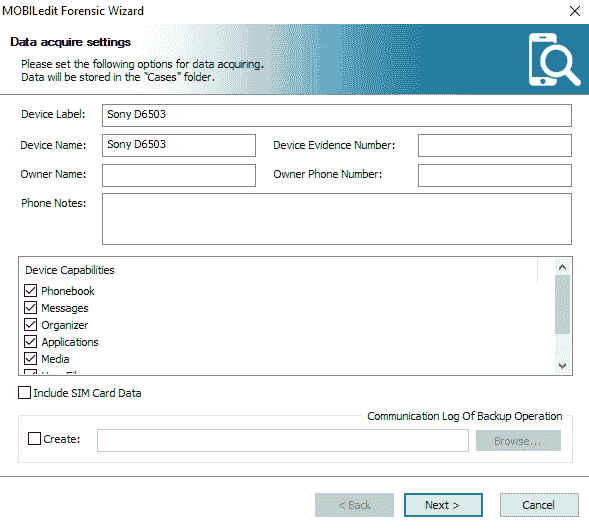 MOBILedit Forensic Wizard
Data acquire settings
Please set the following options for data acquiring.
Data will be stored in the "Cases" folder.
Device Label: Sony D6503
Device Name: Sony D6503 Device Evidence Number:
Owner Name: Owner Phone Number:
Phone Notes:
Device Capabilities
Phonebook
Messages
Organizer
Applications
Media
Include SIM Card Data
Communication Log Of Backup Operation
Create: Browse...
< Back Next > Cancel